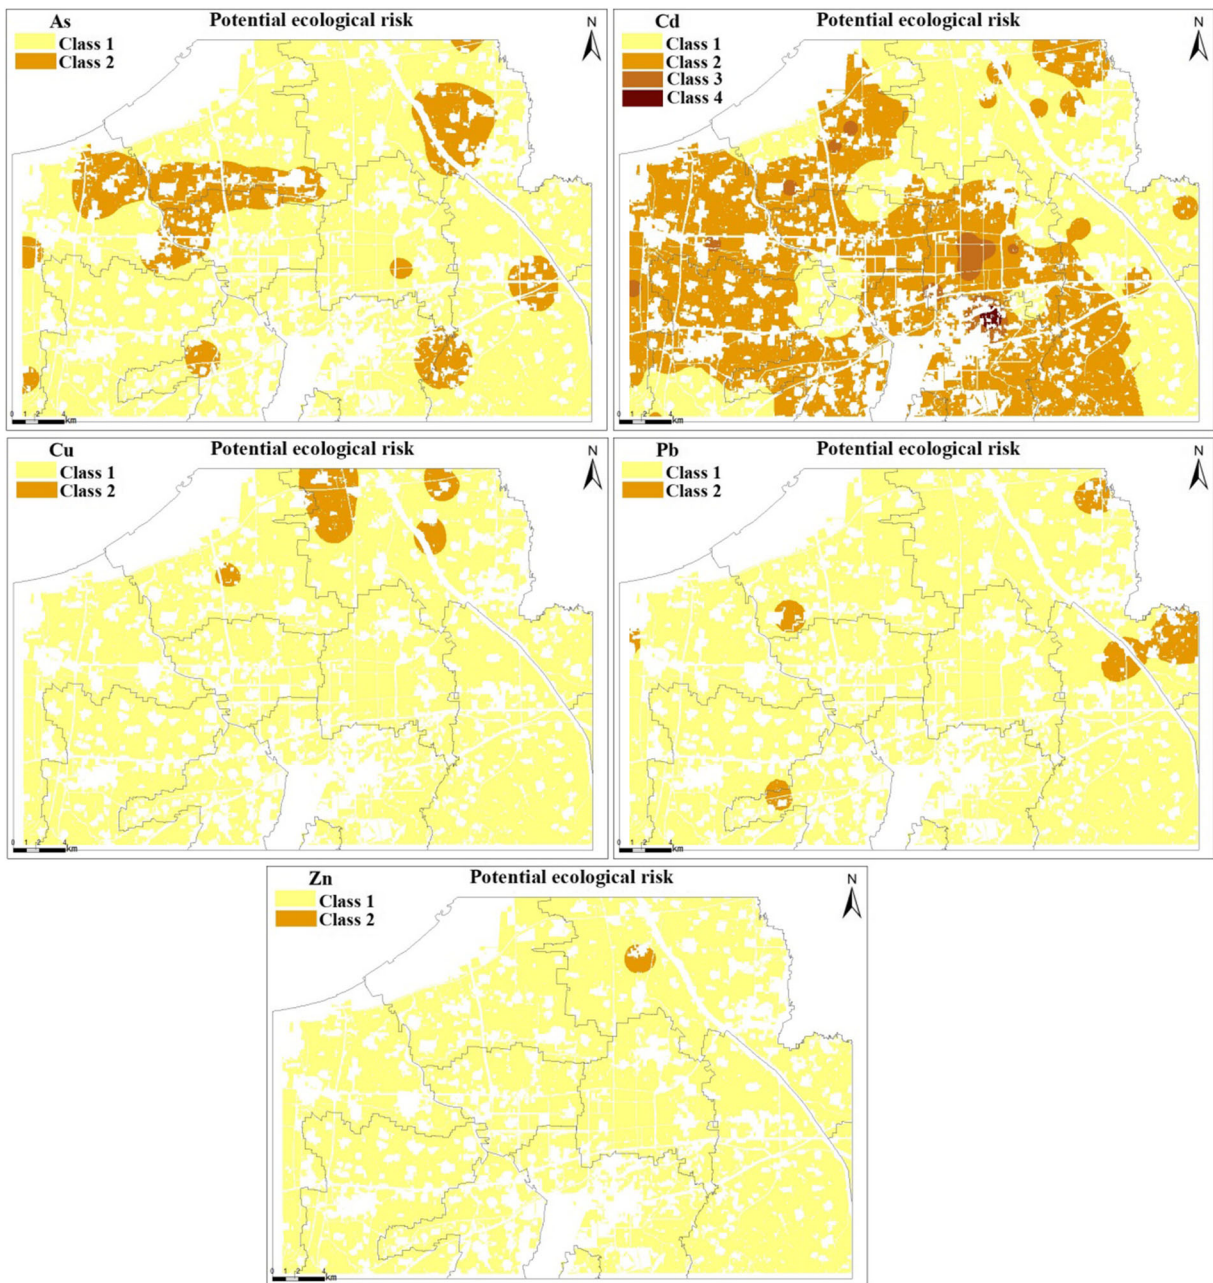 As Potential ecological risk N
Class 1
Class 2
0 1 2 4
km
Cd Potential ecological risk N
Class 1
Class 2
Class 3
Class 4
0 1 2 4
km
Cu Potential ecological risk N
Class 1
Class 2
0 1 2 4
km
Pb Potential ecological risk N
Class 1
Class 2
0 1 2 4
km
Zn Potential ecological risk N
Class 1
Class 2
0 1 2 4
km